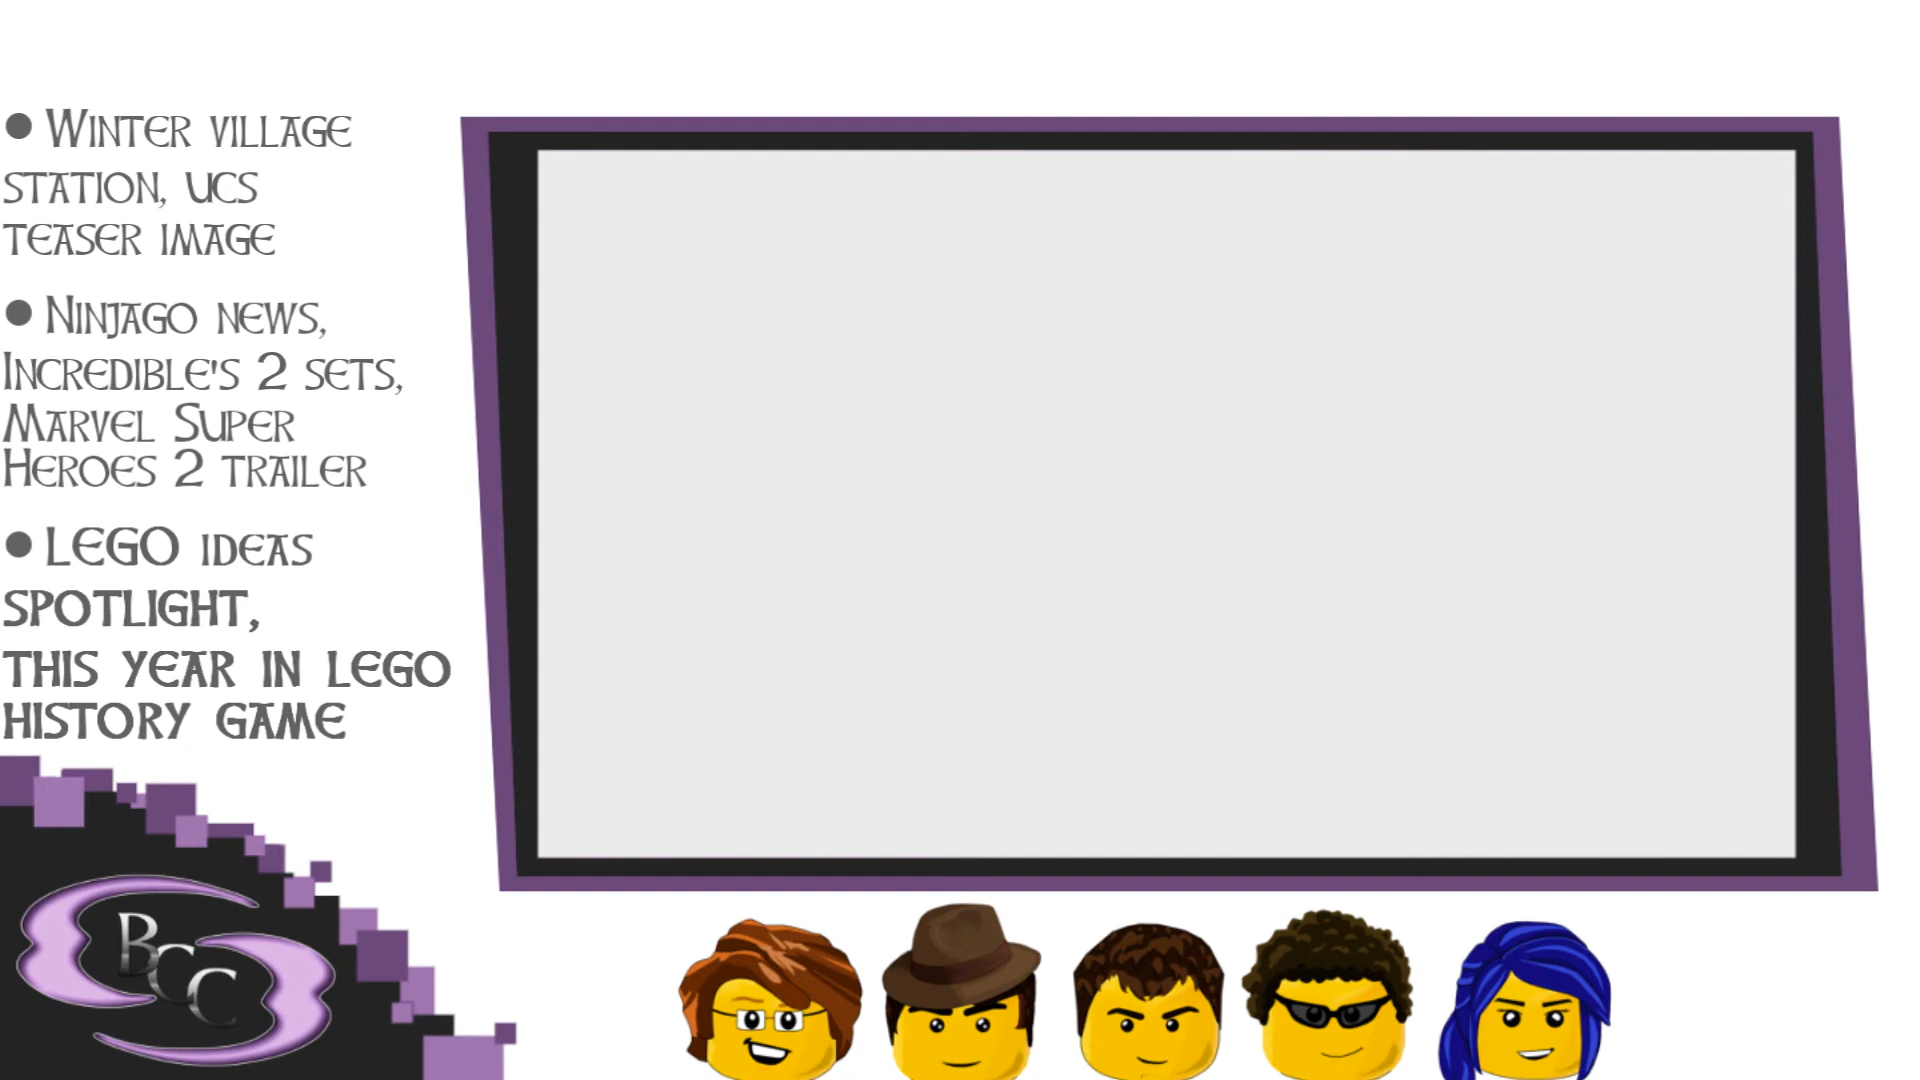 • Winter village
station, UCS
teaser image
• Ninjago news,
Incredible's 2 sets,
Marvel Super
Heroes 2 trailer
• LEGO ideas
spotlight,
this year in LEGO
history game
BCC